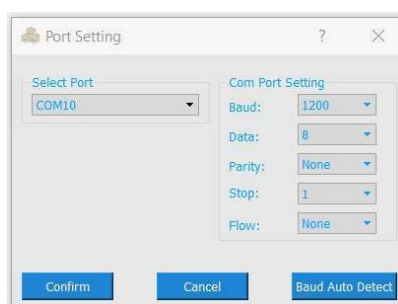 Port Setting
?
Select Port
COM10
Com Port Setting
Baud: 1200
Data: 8
Parity: None
Stop: 1
Flow: None
Confirm
Cancel
Baud Auto Detect